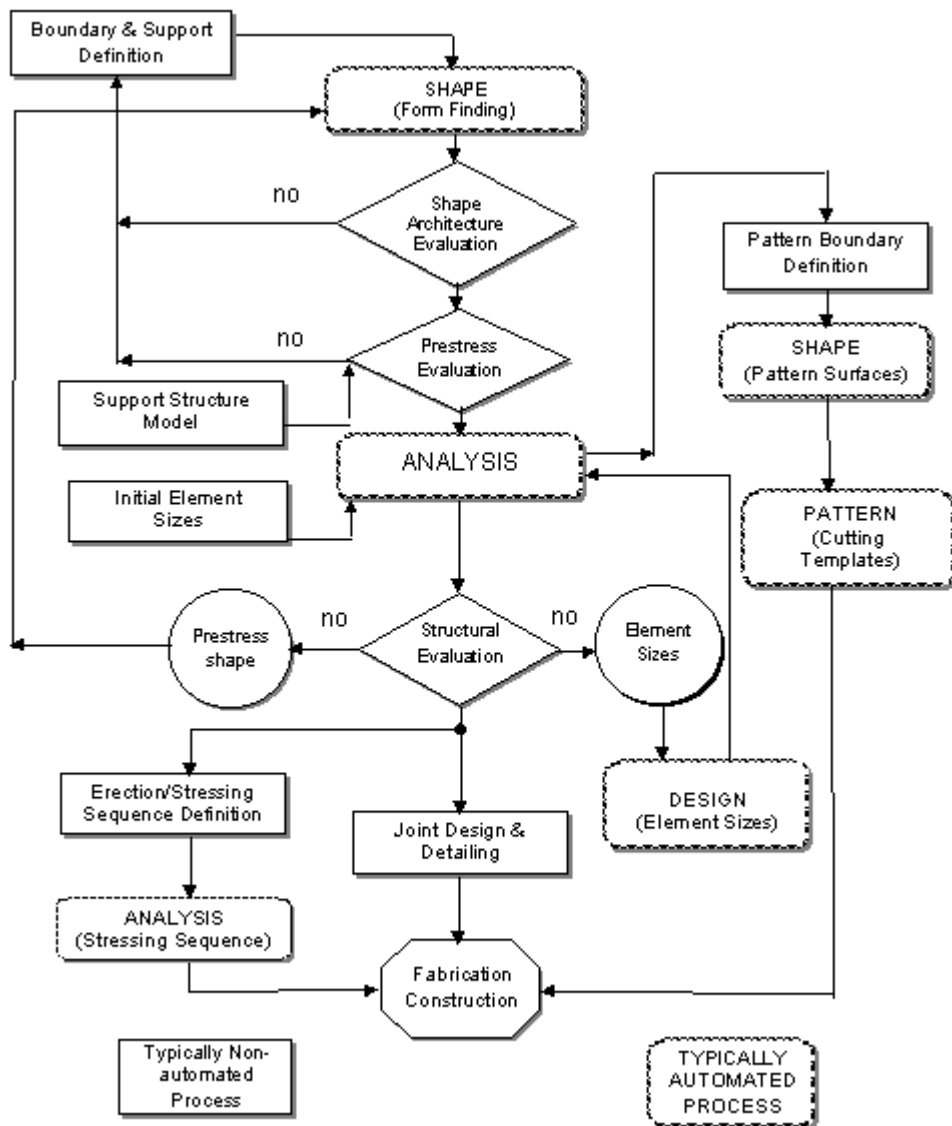 Boundary & Support
Definition
SHAPE
(Form Finding)
no
Shape
Architecture
Evaluation
Pattern Boundary
Definition
no
Prestress
Evaluation
SHAPE
(Pattern Surfaces)
Support Structure
Model
ANALYSIS
Initial Element
Sizes
PATTERN
(Cutting
Templates)
Prestress
shape
no
Structural
Evaluation
no
Element
Sizes
Erection/Stressing
Sequence Definition
Joint Design &
Detailing
DESIGN
(Element Sizes)
ANALYSIS
(Stressing Sequence)
Fabrication
Construction
Typically Non-
automated
Process
TYPICALLY
AUTOMATED
PROCESS